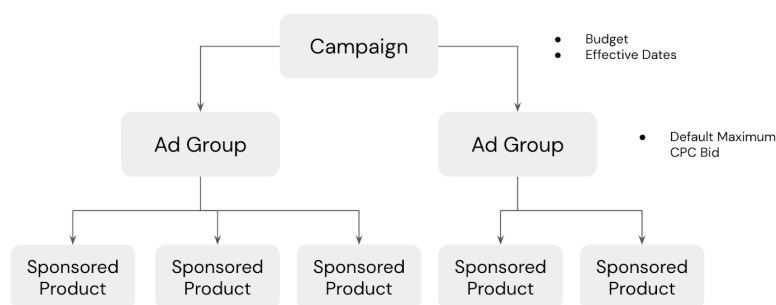 Campaign
● Budget
● Effective Dates
Ad Group
Ad Group
● Default Maximum
CPC Bid
Sponsored
Product
Sponsored
Product
Sponsored
Product
Sponsored
Product
Sponsored
Product